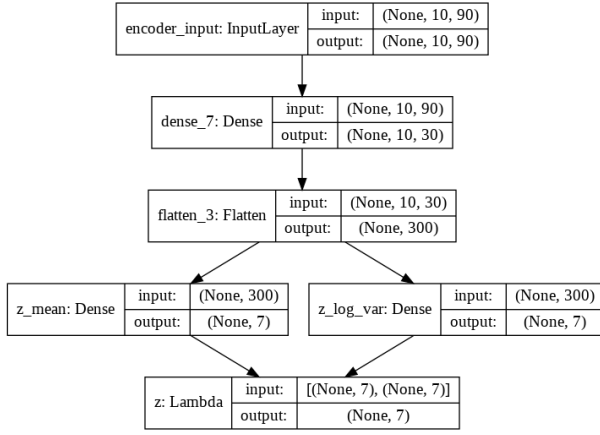 encoder_input: InputLayer input: (None, 10, 90)
output: (None, 10, 90)
dense_7: Dense input: (None, 10, 90)
output: (None, 10, 30)
flatten_3: Flatten input: (None, 10, 30)
output: (None, 300)
z_mean: Dense input: (None, 300)
output: (None, 7)
z_log_var: Dense input: (None, 300)
output: (None, 7)
z: Lambda input: [(None, 7), (None, 7)]
output: (None, 7)